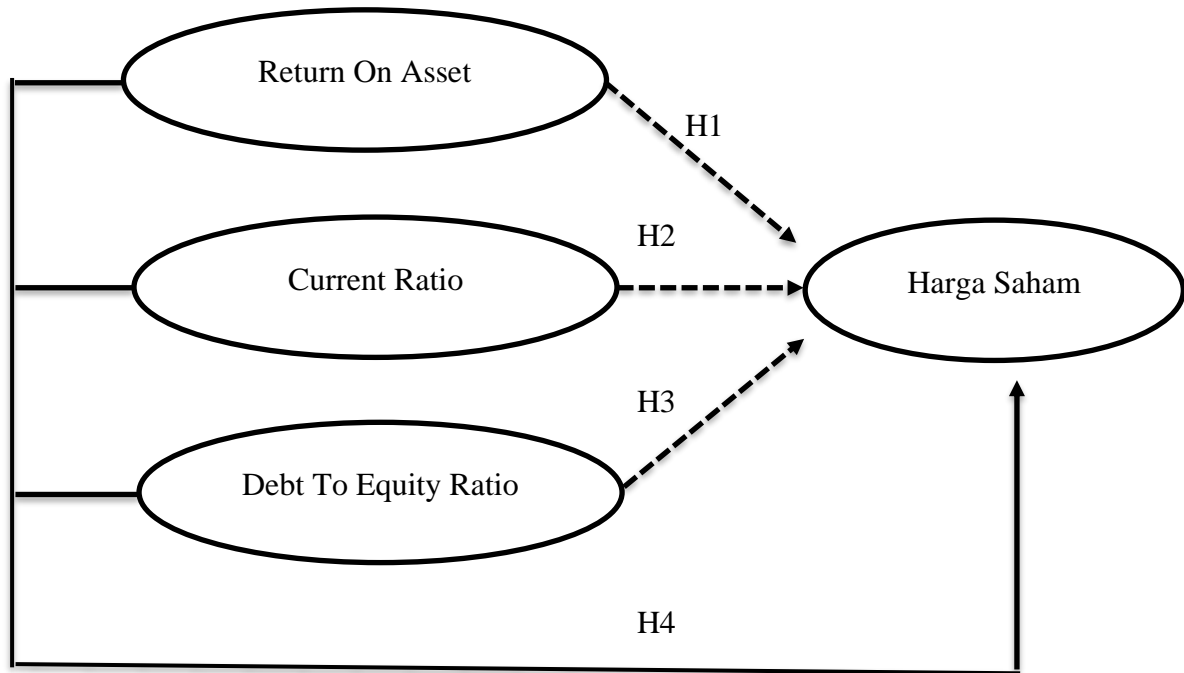 Return On Asset
H1
H2
Current Ratio
Harga Saham
H3
Debt To Equity Ratio
H4